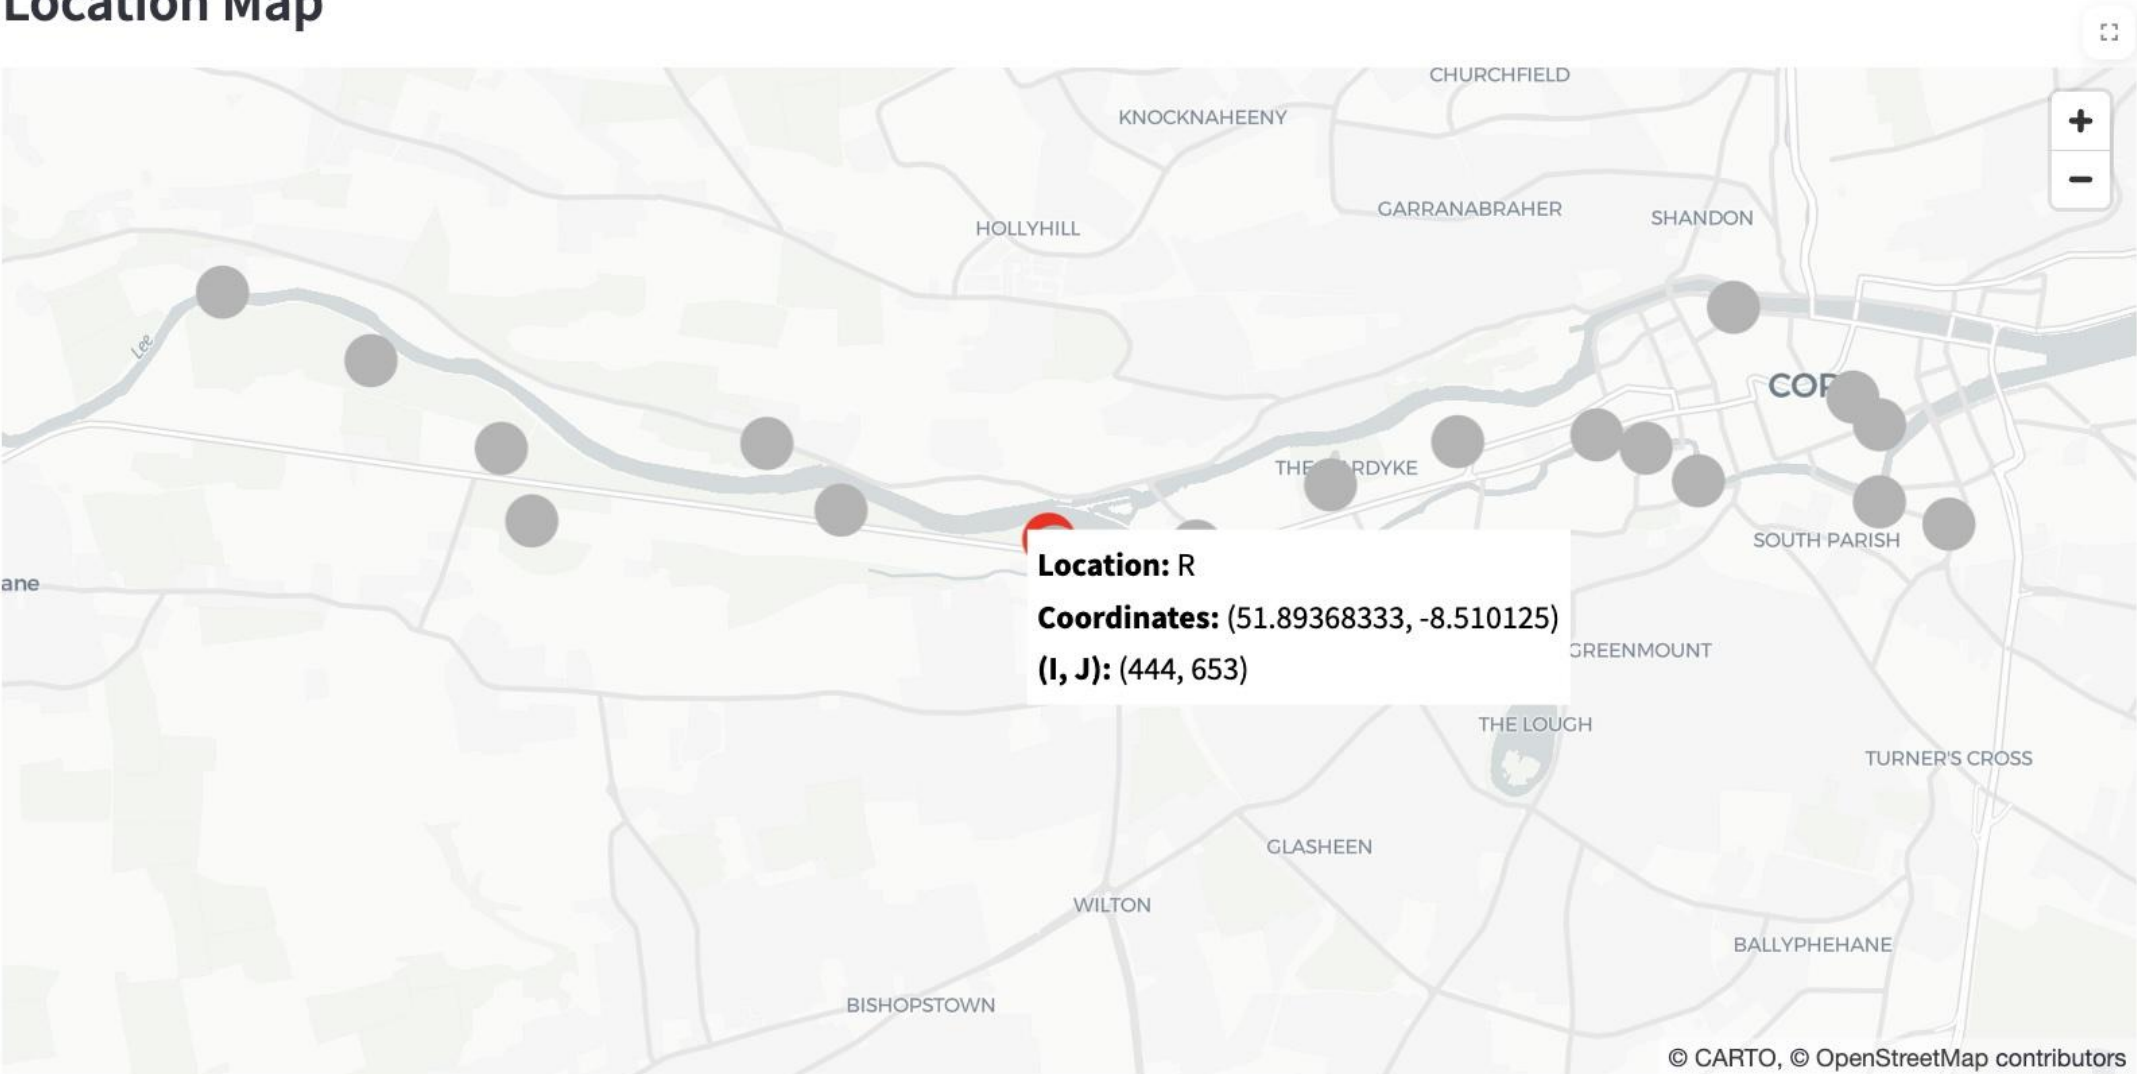 Location Map
CHURCHFIELD
KNOCKNAHEENY
GARRANABRAHER
SHANDON
HOLLYHILL
Lee
COR
THE ARDYKE
SOUTH PARISH
ane
Location: R
Coordinates: (51.89368333, -8.510125)
(I, J): (444, 653)
GREENMOUNT
THE LOUGH
TURNER'S CROSS
GLASHEEN
WILTON
BALLYPHEHANE
BISHOPSTOWN
© CARTO, © OpenStreetMap contributors